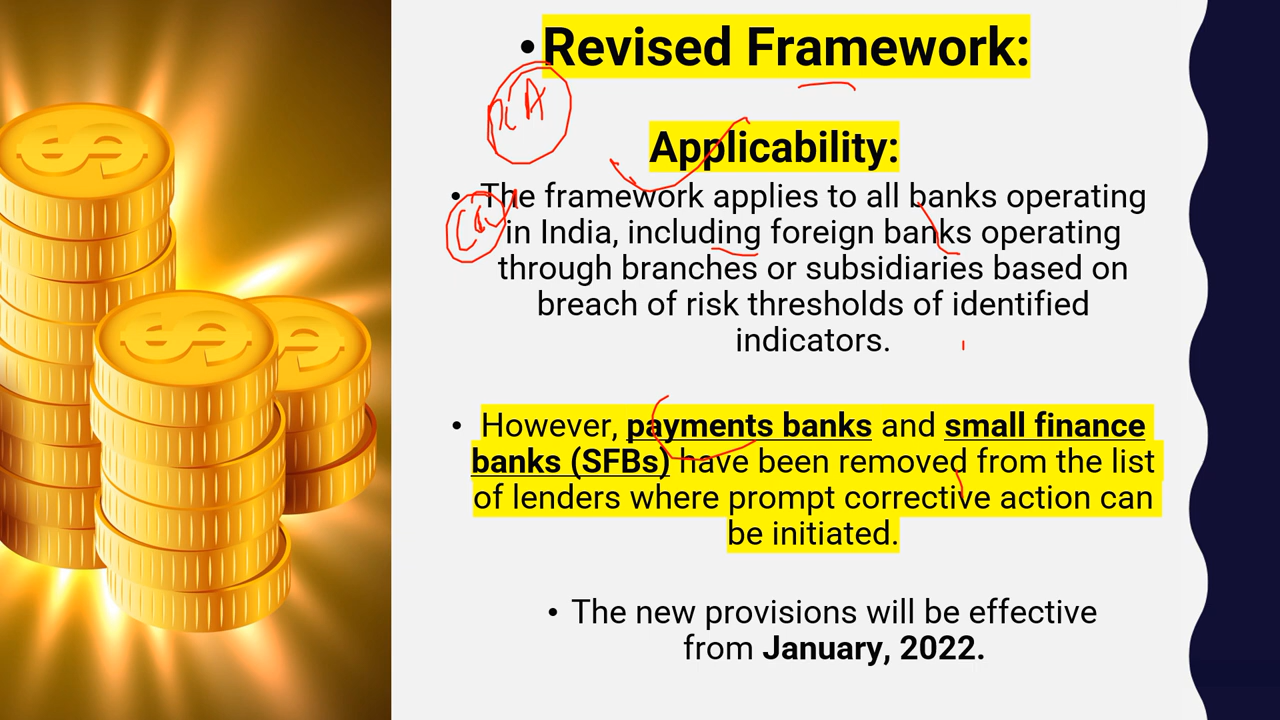 • Revised Framework:
PCA
Applicability:
• The framework applies to all banks operating
in India, including foreign banks operating
through branches or subsidiaries based on
breach of risk thresholds of identified
indicators.
• However, payments banks and small finance
banks (SFBs) have been removed from the list
of lenders where prompt corrective action can
be initiated.
• The new provisions will be effective
from January, 2022.